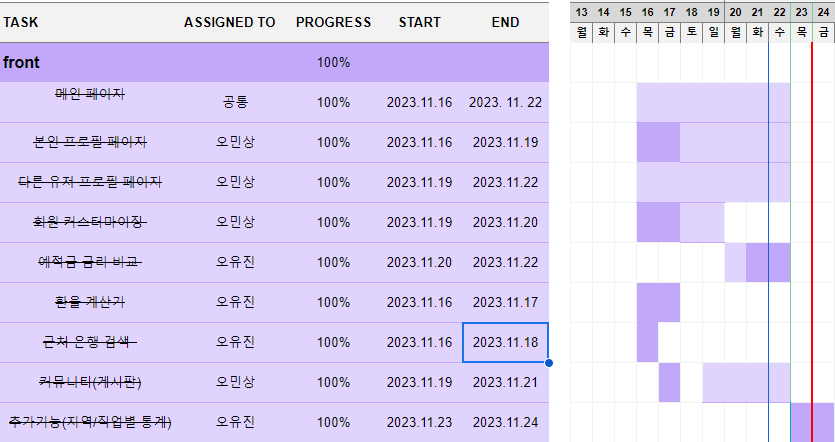 TASK ASSIGNED TO PROGRESS START END
13 14 15 16 17 18 19 20 21 22 23 24
월 화 수 목 금 토 일 월 화 수 목 금
front 100%
메인 페이지 공통 100% 2023.11.16 2023. 11. 22
본인 프로필 페이지 오민상 100% 2023.11.16 2023.11.19
다른 유저 프로필 페이지 오민상 100% 2023.11.19 2023.11.22
회원 커스터마이징 오민상 100% 2023.11.19 2023.11.20
예적금 금리 비교 오유진 100% 2023.11.20 2023.11.22
환율 계산기 오유진 100% 2023.11.16 2023.11.17
근처 은행 검색 오유진 100% 2023.11.16 2023.11.18
커뮤니티(게시판) 오민상 100% 2023.11.19 2023.11.21
추가기능(지역/직업별 통계) 오유진 100% 2023.11.23 2023.11.24